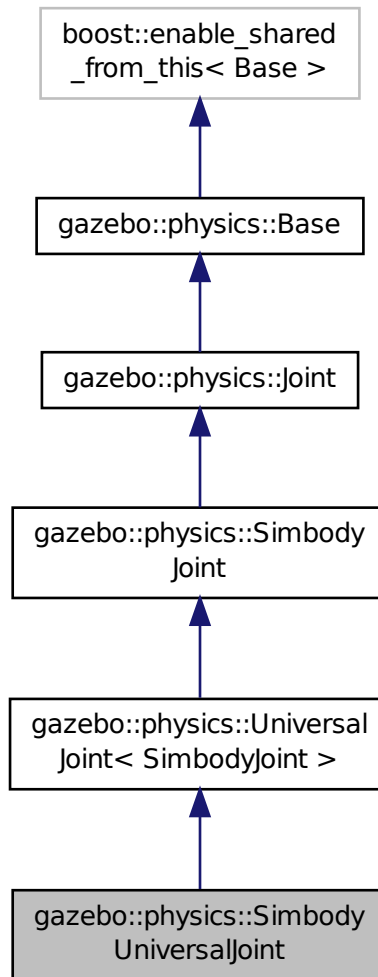 boost::enable_shared
_from_this< Base >
gazebo::physics::Base
gazebo::physics::Joint
gazebo::physics::Simbody
Joint
gazebo::physics::Universal
Joint< SimbodyJoint >
gazebo::physics::Simbody
UniversalJoint